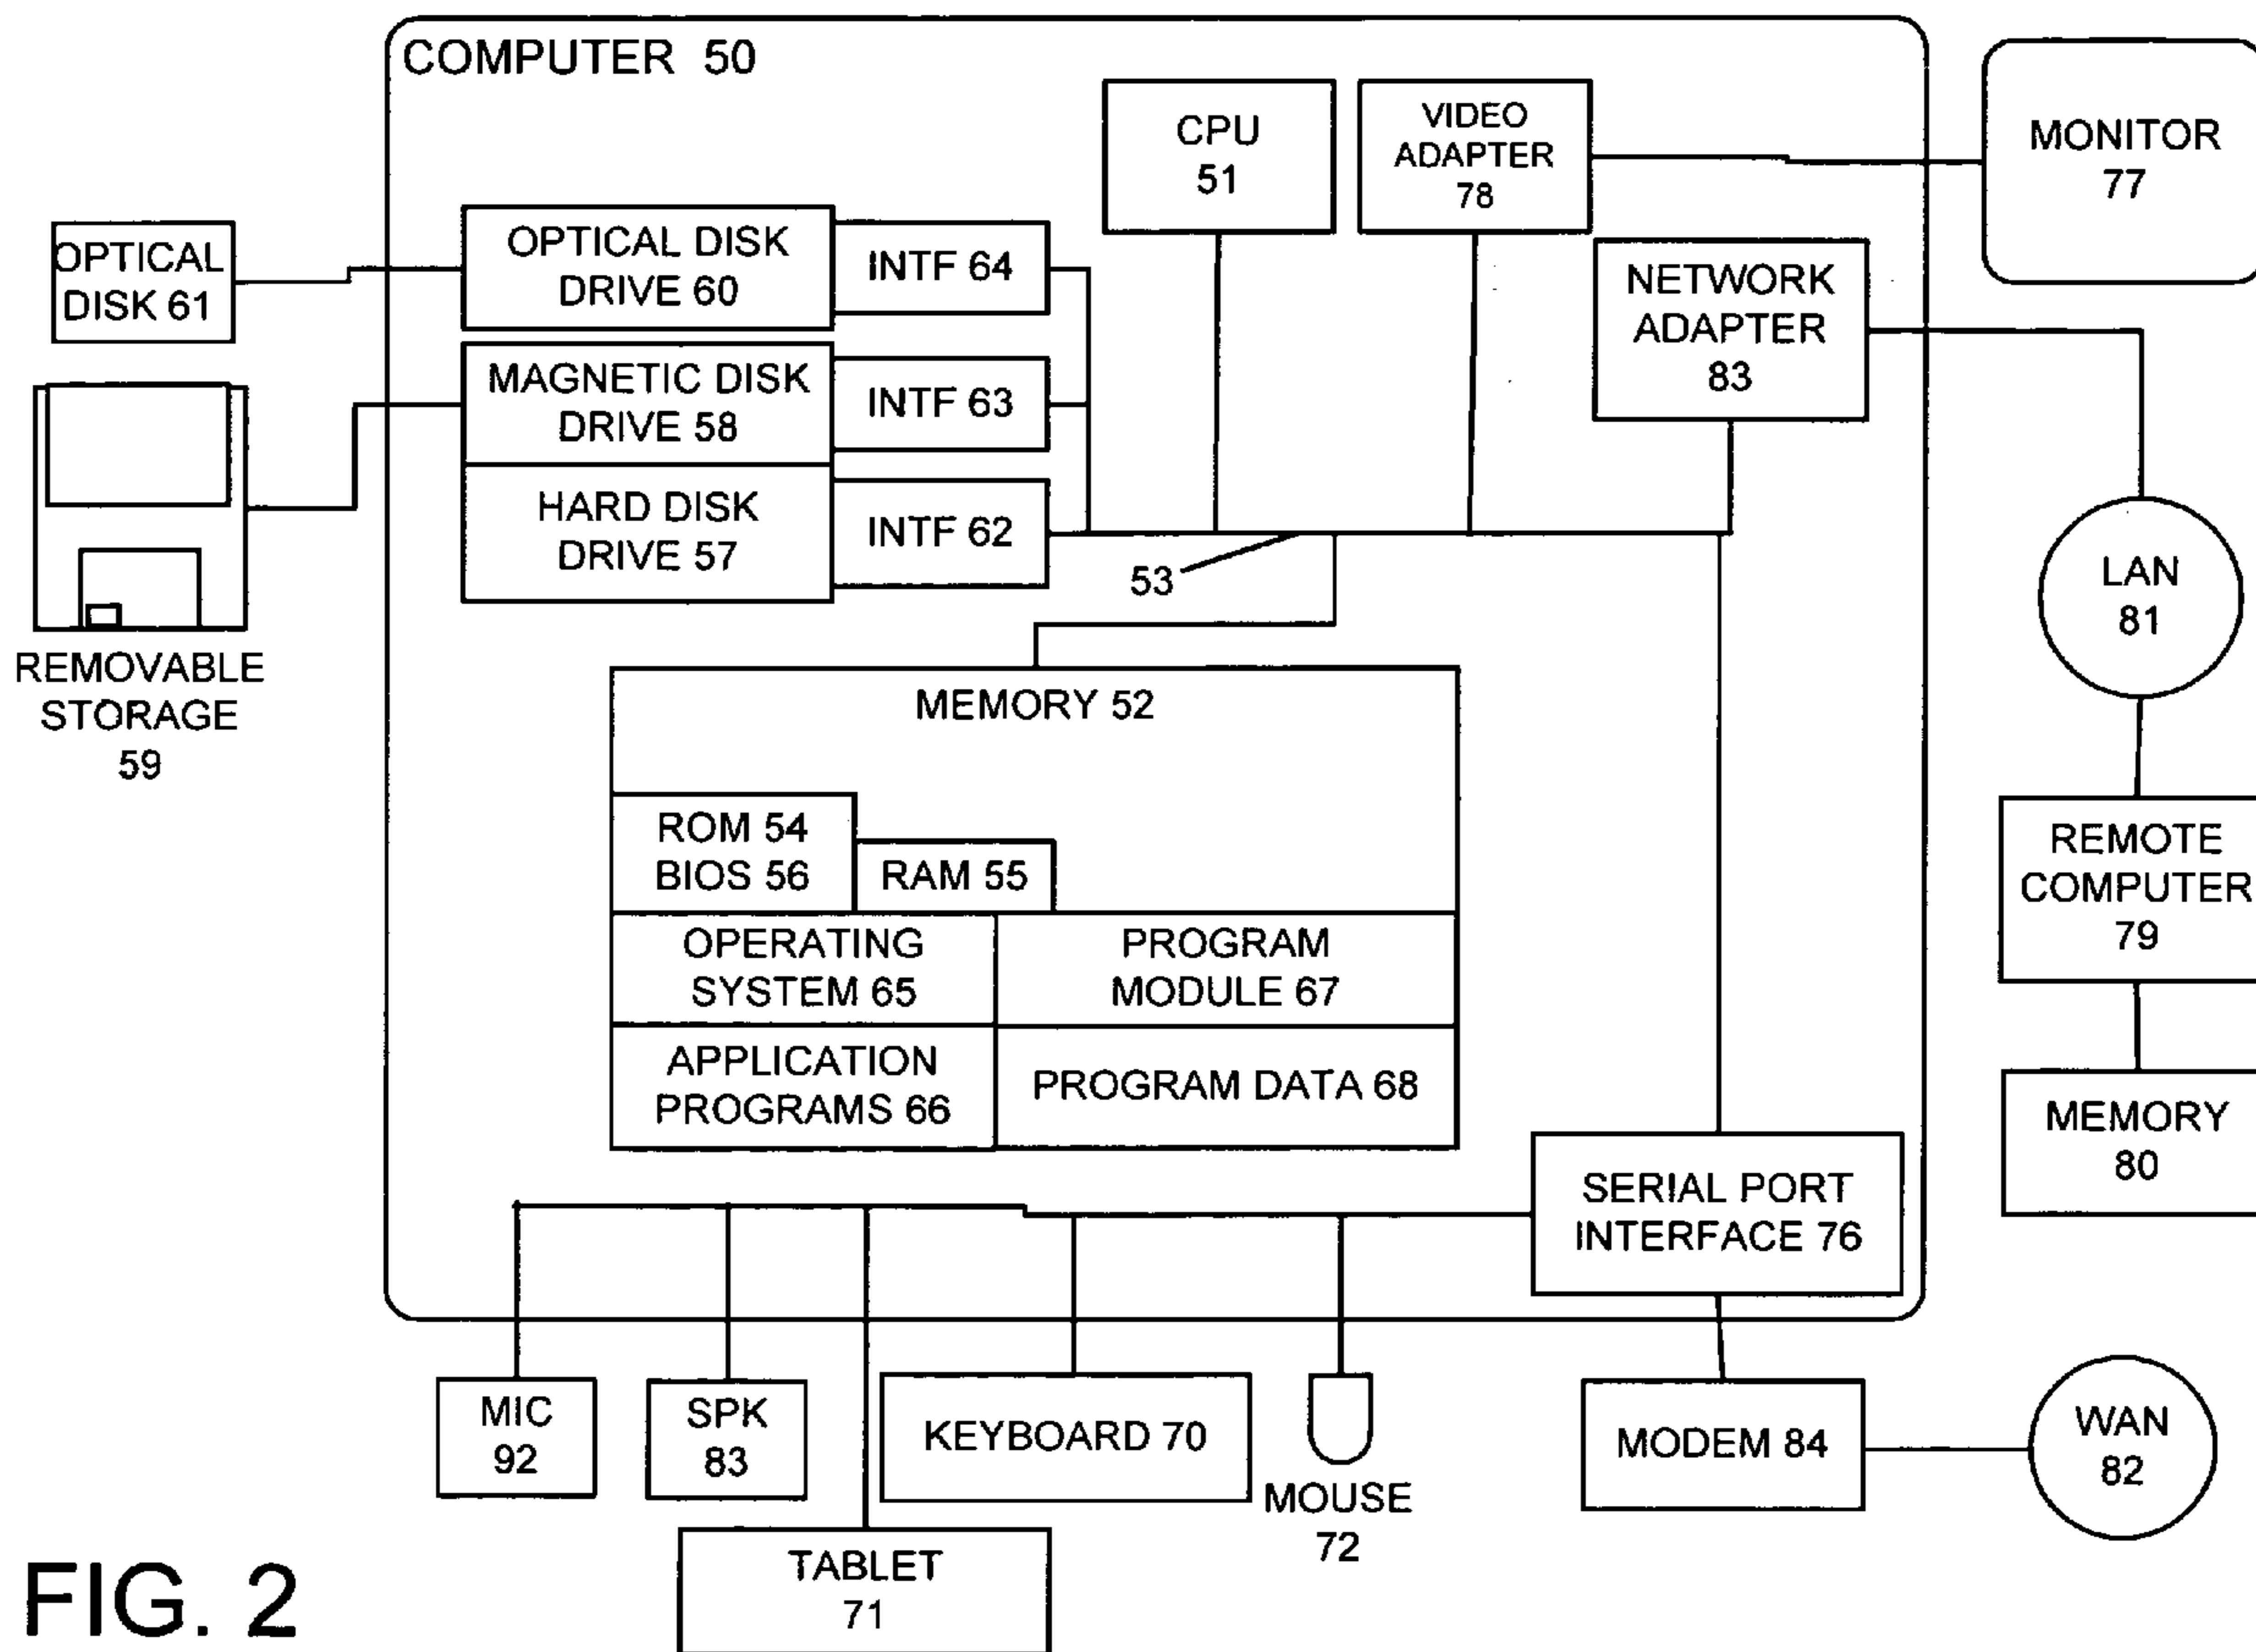 COMPUTER 50
CPU
51
VIDEO
ADAPTER
78
MONITOR
77
OPTICAL
DISK 61
OPTICAL DISK
DRIVE 60
INTF 64
NETWORK
ADAPTER
83
MAGNETIC DISK
DRIVE 58
INTF 63
HARD DISK
DRIVE 57
INTF 62
53
LAN
81
REMOVABLE
STORAGE
59
MEMORY 52
ROM 54
BIOS 56
RAM 55
OPERATING
SYSTEM 65
PROGRAM
MODULE 67
APPLICATION
PROGRAMS 66
PROGRAM DATA 68
REMOTE
COMPUTER
79
MEMORY
80
SERIAL PORT
INTERFACE 76
MIC
92
SPK
83
KEYBOARD 70
MOUSE
72
MODEM 84
WAN
82
TABLET
71
FIG. 2